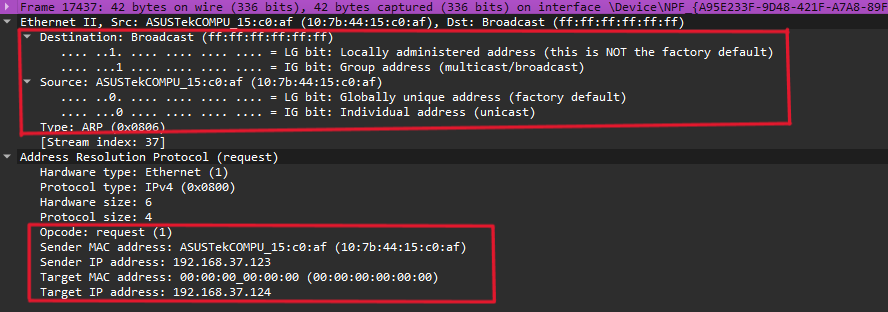 Frame 17437: 42 bytes on wire (336 bits), 42 bytes captured (336 bits) on interface \Device\NPF_{A95E233F-9D48-421F-A7A8-89F
Ethernet II, Src: ASUSTekCOMPU_15:c0:af (10:7b:44:15:c0:af), Dst: Broadcast (ff:ff:ff:ff:ff:ff)
Destination: Broadcast (ff:ff:ff:ff:ff:ff)
.... ..1. .... .... .... .... = LG bit: Locally administered address (this is NOT the factory default)
.... ...1 .... .... .... .... = IG bit: Group address (multicast/broadcast)
Source: ASUSTekCOMPU_15:c0:af (10:7b:44:15:c0:af)
.... ..0. .... .... .... .... = LG bit: Globally unique address (factory default)
.... ...0 .... .... .... .... = IG bit: Individual address (unicast)
Type: ARP (0x0806)
[Stream index: 37]
Address Resolution Protocol (request)
Hardware type: Ethernet (1)
Protocol type: IPv4 (0x0800)
Hardware size: 6
Protocol size: 4
Opcode: request (1)
Sender MAC address: ASUSTekCOMPU_15:c0:af (10:7b:44:15:c0:af)
Sender IP address: 192.168.37.123
Target MAC address: 00:00:00_00:00:00 (00:00:00:00:00:00)
Target IP address: 192.168.37.124